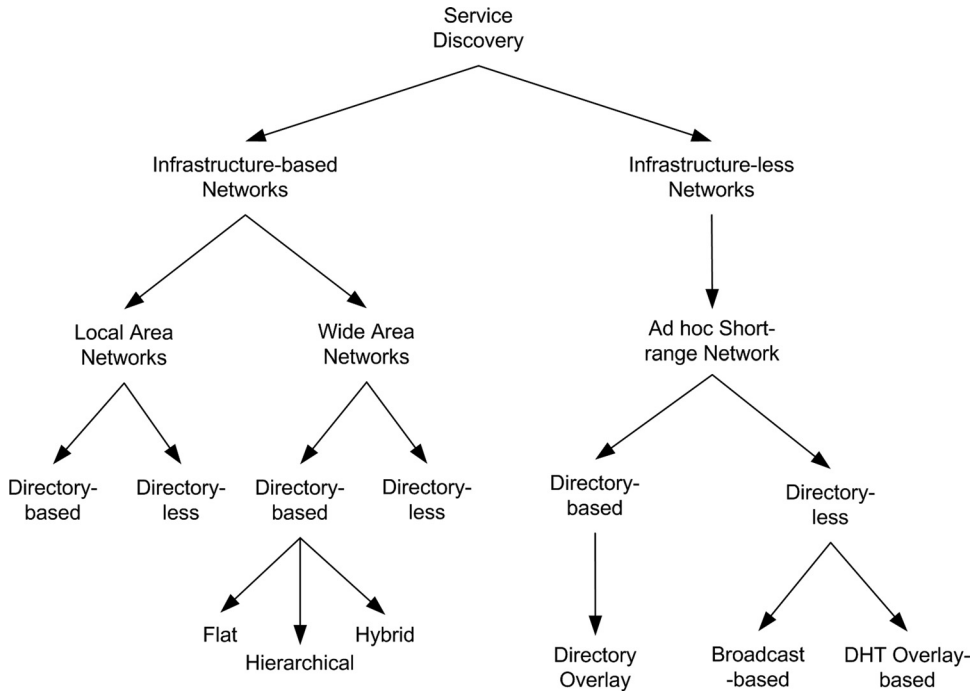 Service
Discovery
Infrastructure-based
Networks
Infrastructure-less
Networks
Local Area
Networks
Wide Area
Networks
Ad hoc Short-
range Network
Directory-
based
Directory-
less
Directory-
based
Directory-
less
Directory-
based
Directory-
less
Flat
Hierarchical
Hybrid
Directory
Overlay
Broadcast
-based
DHT Overlay-
based